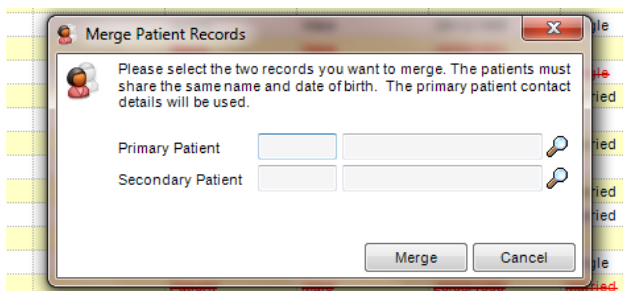 Merge Patient Records
Please select the two records you want to merge. The patients must
share the same name and date of birth. The primary patient contact
details will be used.
Primary Patient
Secondary Patient
Merge
Cancel